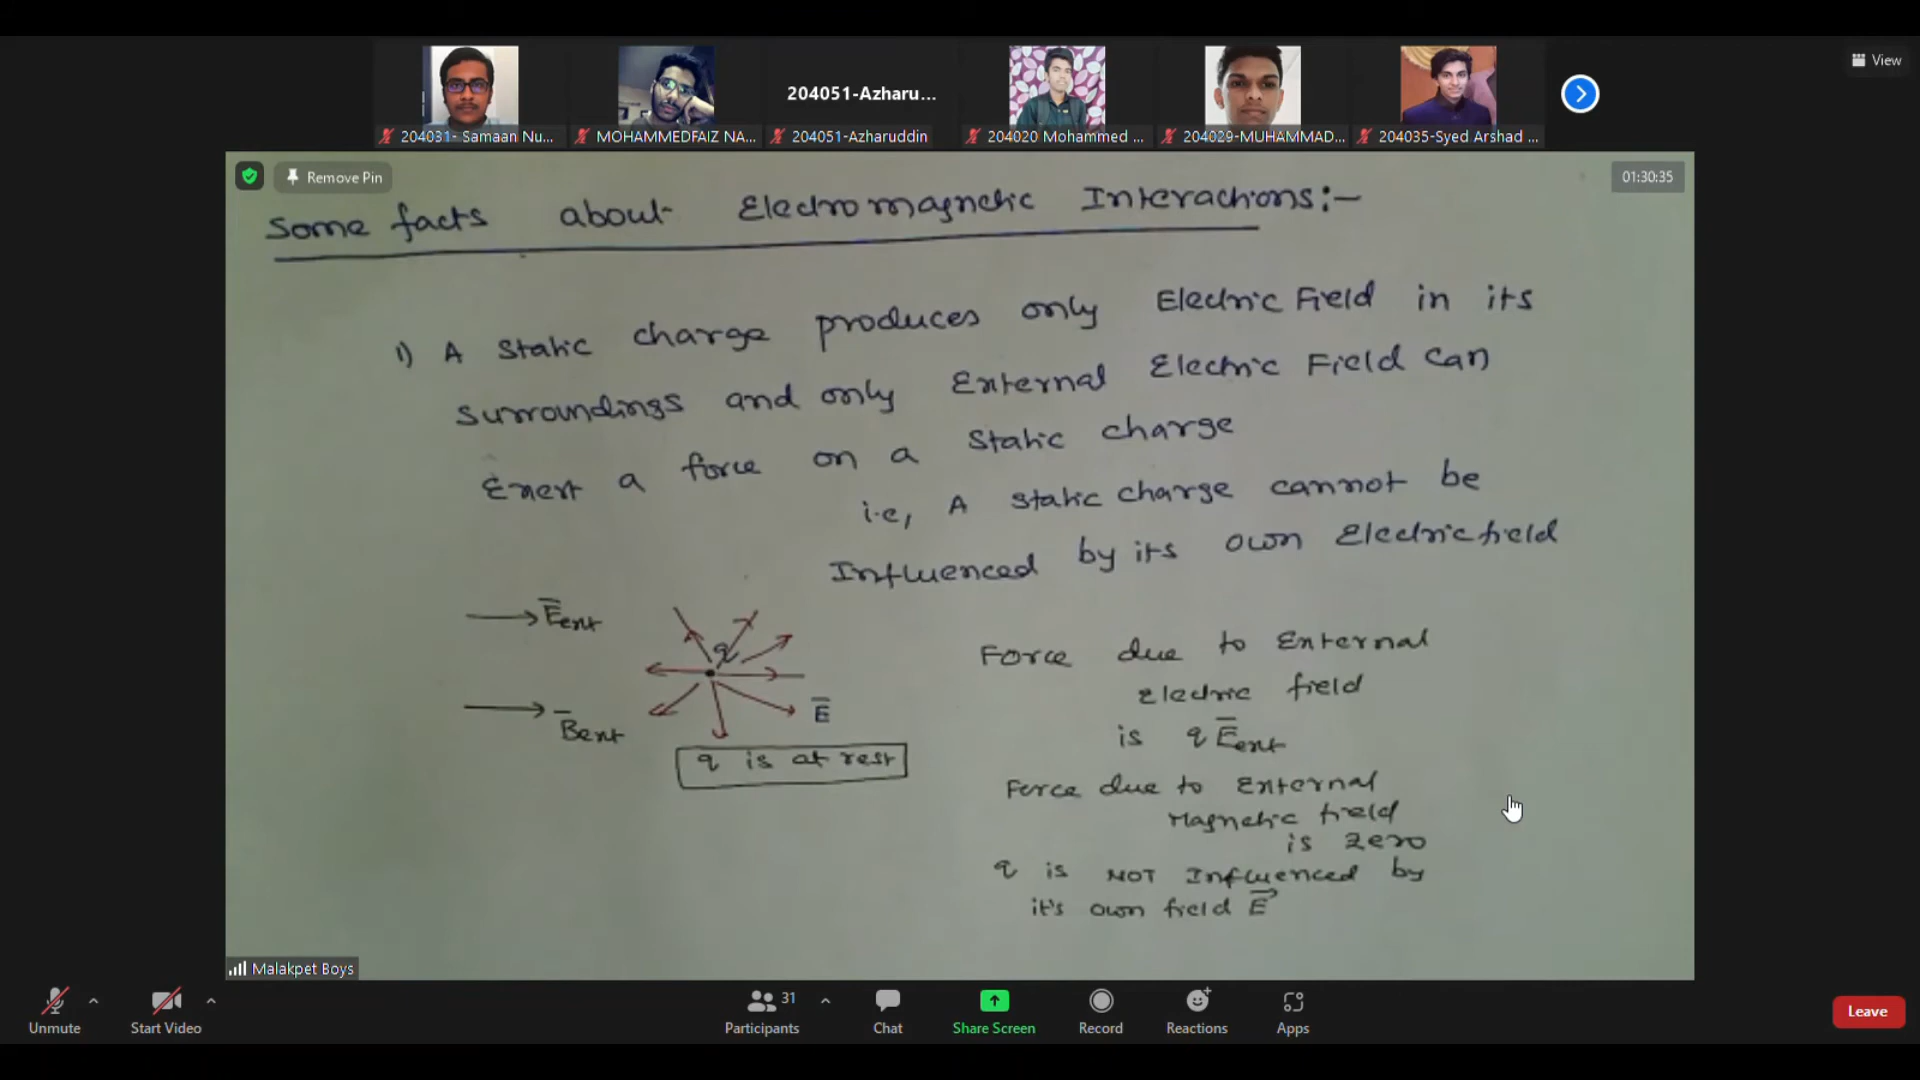 View
204051-Azharu...
204031- Samaan Nu...
MOHAMMEDFAIZ NA...
204051-Azharuddin
204020 Mohammed ...
204029-MUHAMMAD...
204035-Syed Arshad ...
Remove Pin
01:30:35
Some facts about Electromagnetic Interactions:-
1) A static charge produces only Electric Field in its
surroundings and only External Electric Field can
Exert a force on a static charge
i.e, A static charge cannot be
Influenced by its own Electric field
E̅ext
q
B̅ext
E̅
q is at rest
Force due to External
Electric field
is q E̅ext
Force due to External
Magnetic field
is zero
q is NOT Influenced by
it's own field E⃗
Malakpet Boys
Unmute
Start Video
31
Participants
Chat
Share Screen
Record
Reactions
Apps
Leave